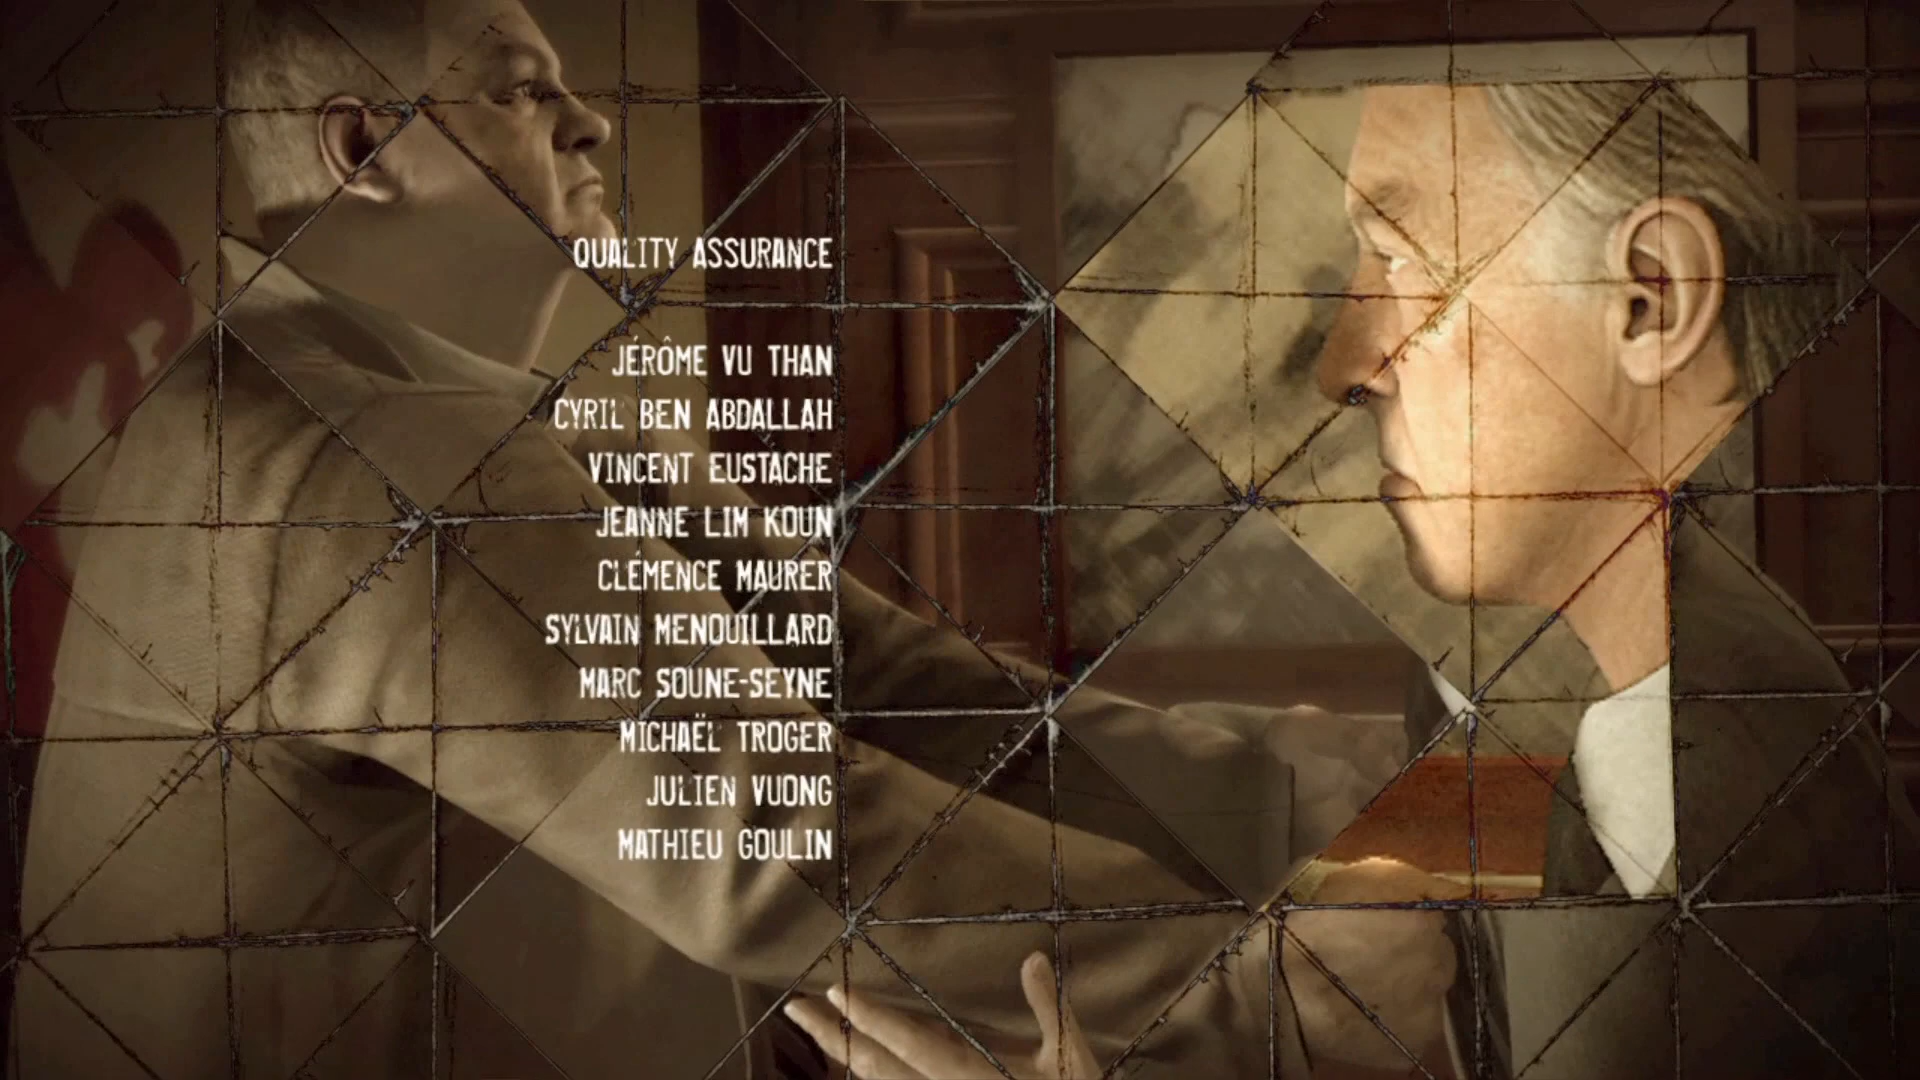 QUALITY ASSURANCE
JÉRÔME VU THAN
CYRIL BEN ABDALLAH
VINCENT EUSTACHE
JEANNE LIM KOUN
CLÉMENCE MAURER
SYLVAIN MENOUILLARD
MARC SOUNE-SEYNE
MICHAËL TROGER
JULIEN VUONG
MATHIEU GOULIN